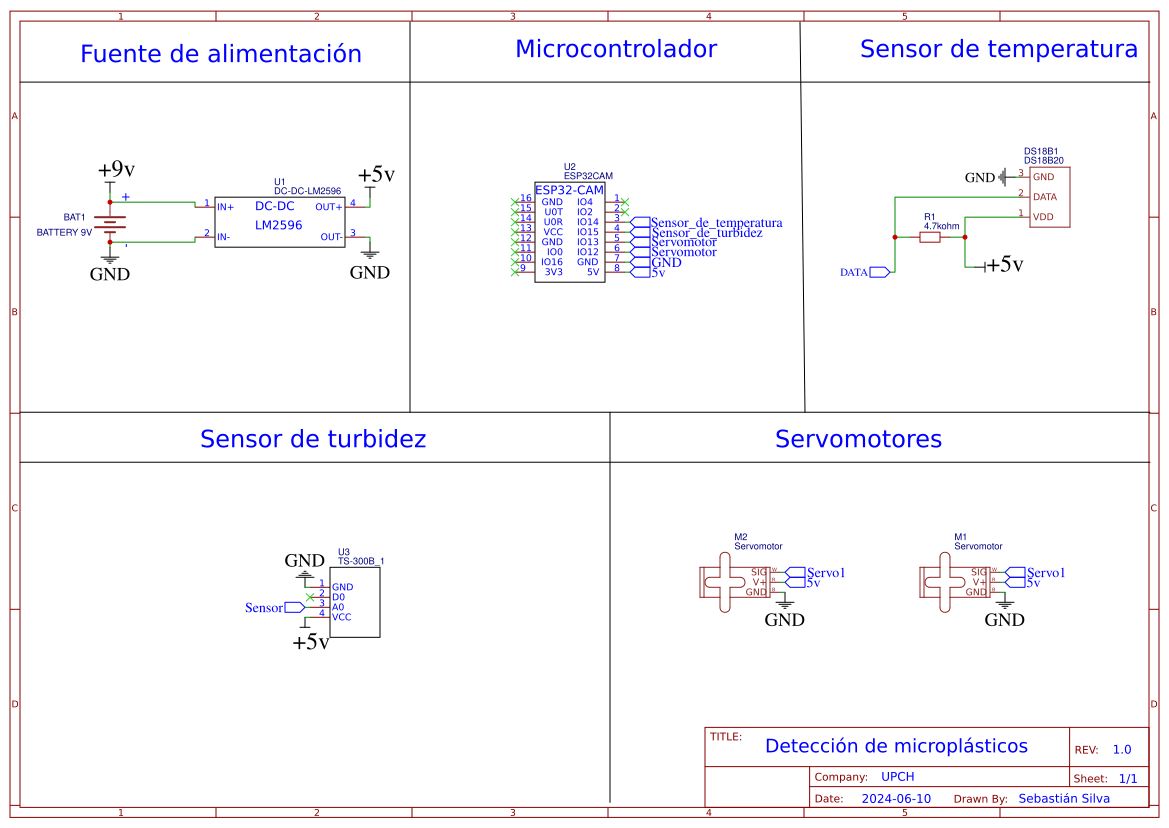 1 2 3 4 5
Fuente de alimentación
Microcontrolador
Sensor de temperatura
A
A
+9v
+
BAT1
BATTERY 9V
-
GND
U1
DC-DC-LM2596
DC-DC
LM2596
1 IN+
2 IN-
OUT+ 4
OUT- 3
+5v
GND
U2
ESP32CAM
ESP32-CAM
16 GND IO4 1
15 U0T IO2 2
14 U0R IO14 3 Sensor_de_temperatura
13 VCC IO15 4 Sensor_de_turbidez
12 GND IO13 5 Servomotor
11 IO0 IO12 6 Servomotor
10 IO16 GND 7 GND
9 3V3 5V 8 5v
DS18B1
DS18B20
GND 3 GND
2 DATA
1 VDD
R1
4.7kohm
DATA
+5v
B
B
Sensor de turbidez
Servomotores
C
C
GND
U3
TS-300B_1
1 GND
2 D0
Sensor 3 A0
4 VCC
+5v
M2
Servomotor
SIG W Servo1
V+ R 5v
GND B
GND
M1
Servomotor
SIG W Servo1
V+ R 5v
GND B
GND
D
D
TITLE:
Detección de microplásticos
REV: 1.0
Company: UPCH
Sheet: 1/1
Date: 2024-06-10 Drawn By: Sebastián Silva
1 2 3 4 5